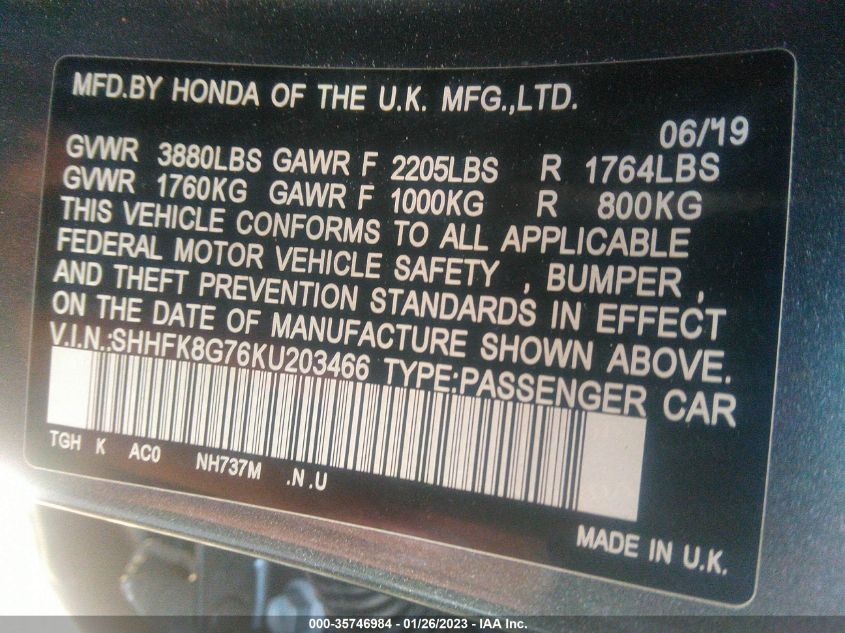 MFD.BY HONDA OF THE U.K. MFG.,LTD.
06/'19
GVWR 3880LBS GAWR F 2205LBS R 1764LBS
GVWR 1760KG GAWR F 1000KG R 800KG
THIS VEHICLE CONFORMS TO ALL APPLICABLE
FEDERAL MOTOR VEHICLE SAFETY , BUMPER ,
AND THEFT PREVENTION STANDARDS IN EFFECT
ON THE DATE OF MANUFACTURE SHOWN ABOVE.
V.I.N.:SHHFK8G76KU203466 TYPE:PASSENGER CAR
TGH K AC0 NH737M .N .U
MADE IN U.K.
000-35746984 - 01/26/2023 - IAA Inc.